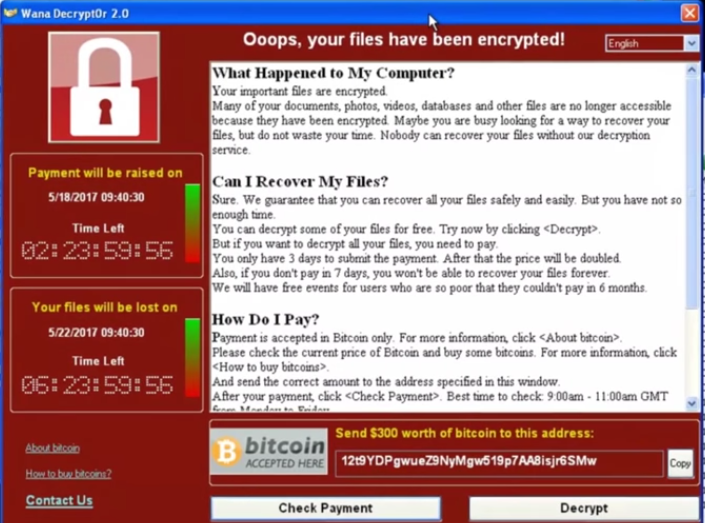 Wana Decrypt0r 2.0
Ooops, your files have been encrypted!
English
What Happened to My Computer?
Your important files are encrypted.
Many of your documents, photos, videos, databases and other files are no longer accessible
because they have been encrypted. Maybe you are busy looking for a way to recover your
files, but do not waste your time. Nobody can recover your files without our decryption
service.
Can I Recover My Files?
Sure. We guarantee that you can recover all your files safely and easily. But you have not so
enough time.
You can decrypt some of your files for free. Try now by clicking <Decrypt>.
But if you want to decrypt all your files, you need to pay.
You only have 3 days to submit the payment. After that the price will be doubled.
Also, if you don't pay in 7 days, you won't be able to recover your files forever.
We will have free events for users who are so poor that they couldn't pay in 6 months.
How Do I Pay?
Payment is accepted in Bitcoin only. For more information, click <About bitcoin>.
Please check the current price of Bitcoin and buy some bitcoins. For more information, click
<How to buy bitcoins>.
And send the correct amount to the address specified in this window.
After your payment, click <Check Payment>. Best time to check: 9:00am - 11:00am GMT
from Monday to Friday
Payment will be raised on
5/18/2017 09:40:30
Time Left
02:23:59:56
Your files will be lost on
5/22/2017 09:40:30
Time Left
06:23:59:56
About bitcoin
How to buy bitcoins?
Contact Us
bitcoin
ACCEPTED HERE
Send $300 worth of bitcoin to this address:
12t9YDPgwueZ9NyMgw519p7AA8isjr6SMw
Copy
Check Payment
Decrypt